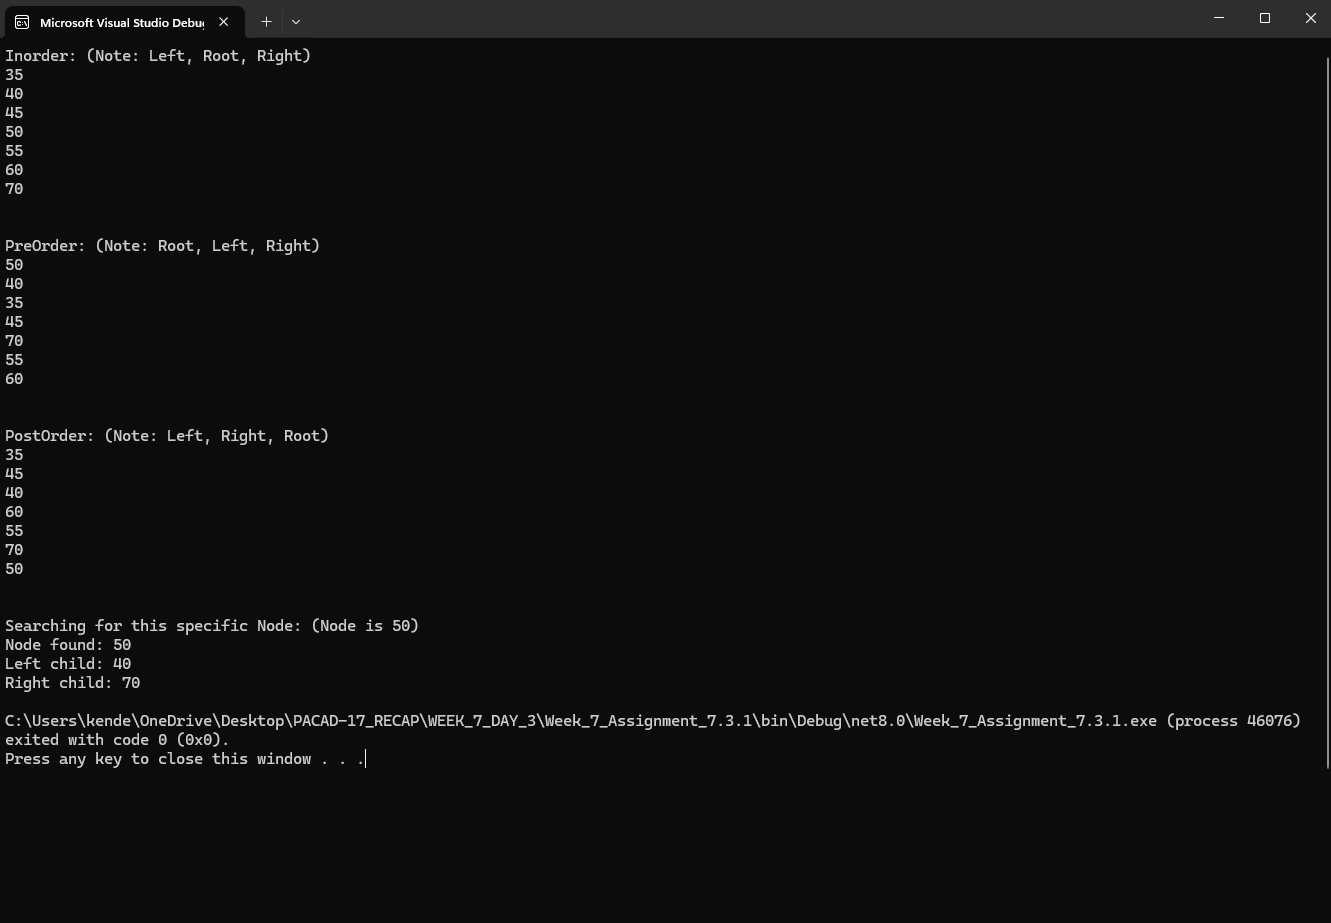 Microsoft Visual Studio Debug
Inorder: (Note: Left, Root, Right)
35
40
45
50
55
60
70
PreOrder: (Note: Root, Left, Right)
50
40
35
45
70
55
60
PostOrder: (Note: Left, Right, Root)
35
45
40
60
55
70
50
Searching for this specific Node: (Node is 50)
Node found: 50
Left child: 40
Right child: 70
C:\Users\kende\OneDrive\Desktop\PACAD-17_RECAP\WEEK_7_DAY_3\Week_7_Assignment_7.3.1\bin\Debug\net8.0\Week_7_Assignment_7.3.1.exe (process 46076)
exited with code 0 (0x0).
Press any key to close this window . . .